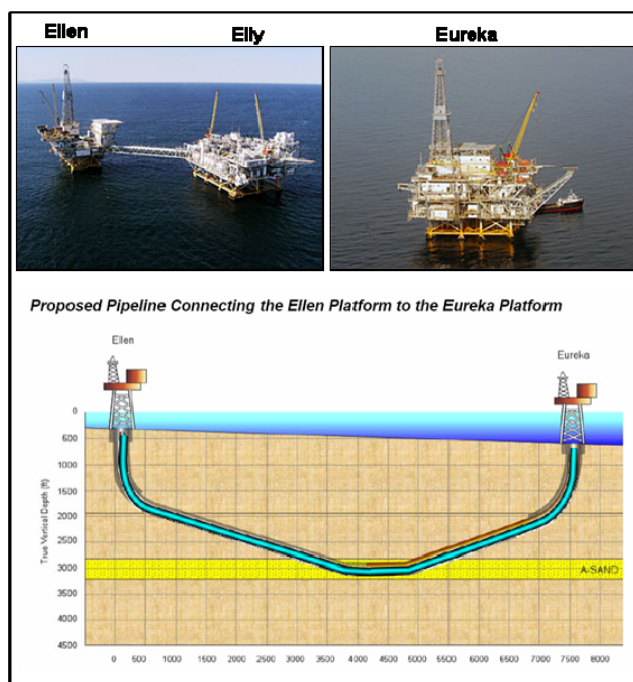 Ellen Elly Eureka
Proposed Pipeline Connecting the Ellen Platform to the Eureka Platform
Ellen
Eureka
True Vertical Depth (ft)
0
500
1000
1500
2000
2500
3000
3500
4000
4500
A-SAND
0 500 1000 1500 2000 2500 3000 3500 4000 4500 5000 5500 6000 6500 7000 7500 8000